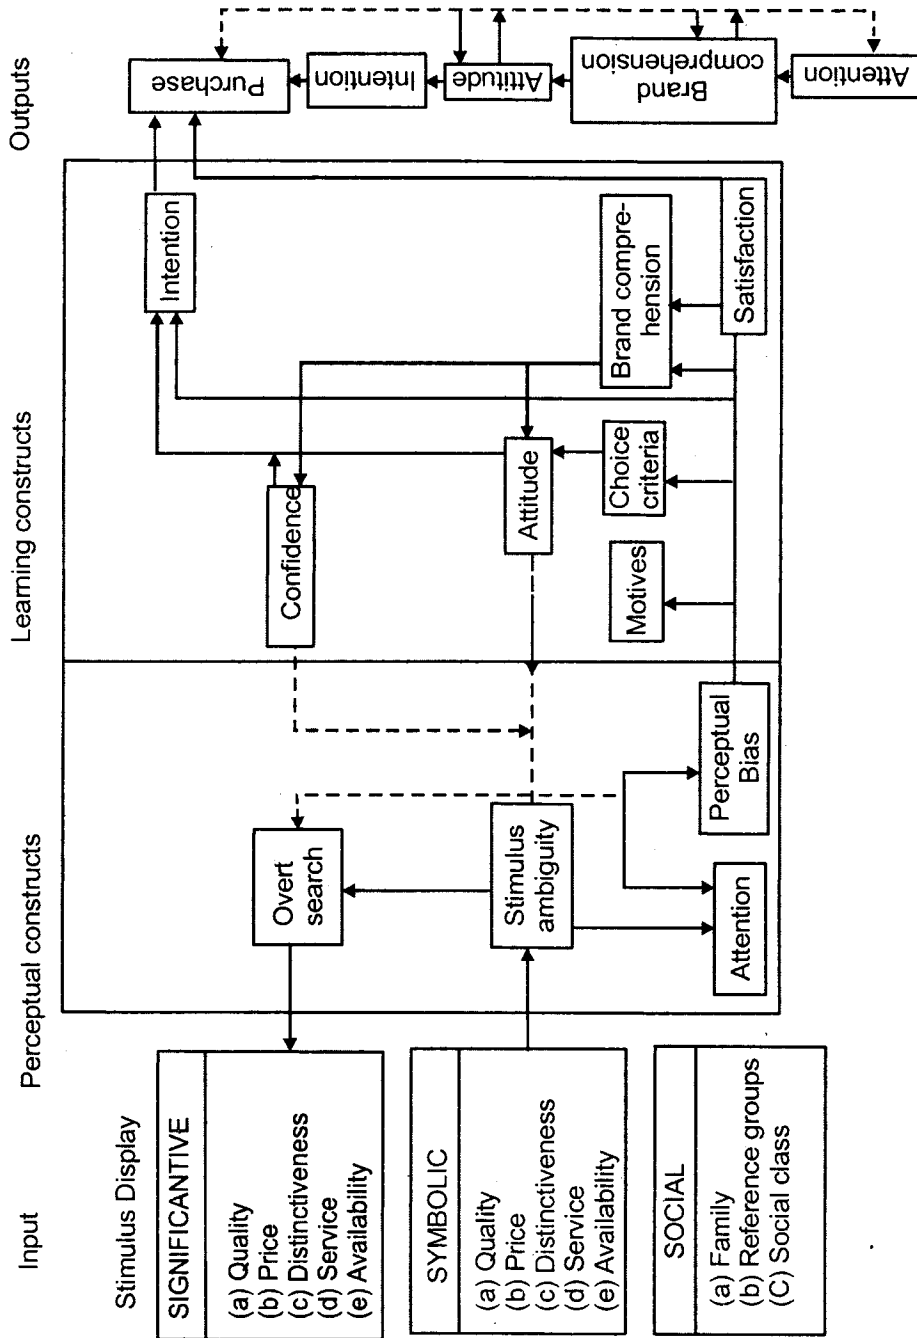 Input
Perceptual constructs
Learning constructs
Outputs
Stimulus Display
SIGNIFICANTIVE
(a) Quality
(b) Price
(c) Distinctiveness
(d) Service
(e) Availability
SYMBOLIC
(a) Quality
(b) Price
(c) Distinctiveness
(d) Service
(e) Availability
SOCIAL
(a) Family
(b) Reference groups
(C) Social class
Overt
search
Stimulus
ambiguity
Attention
Perceptual
Bias
Confidence
Attitude
Motives
Choice
criteria
Intention
Brand compre-
hension
Satisfaction
Purchase
Intention
Attitude
Brand
comprehension
Attention